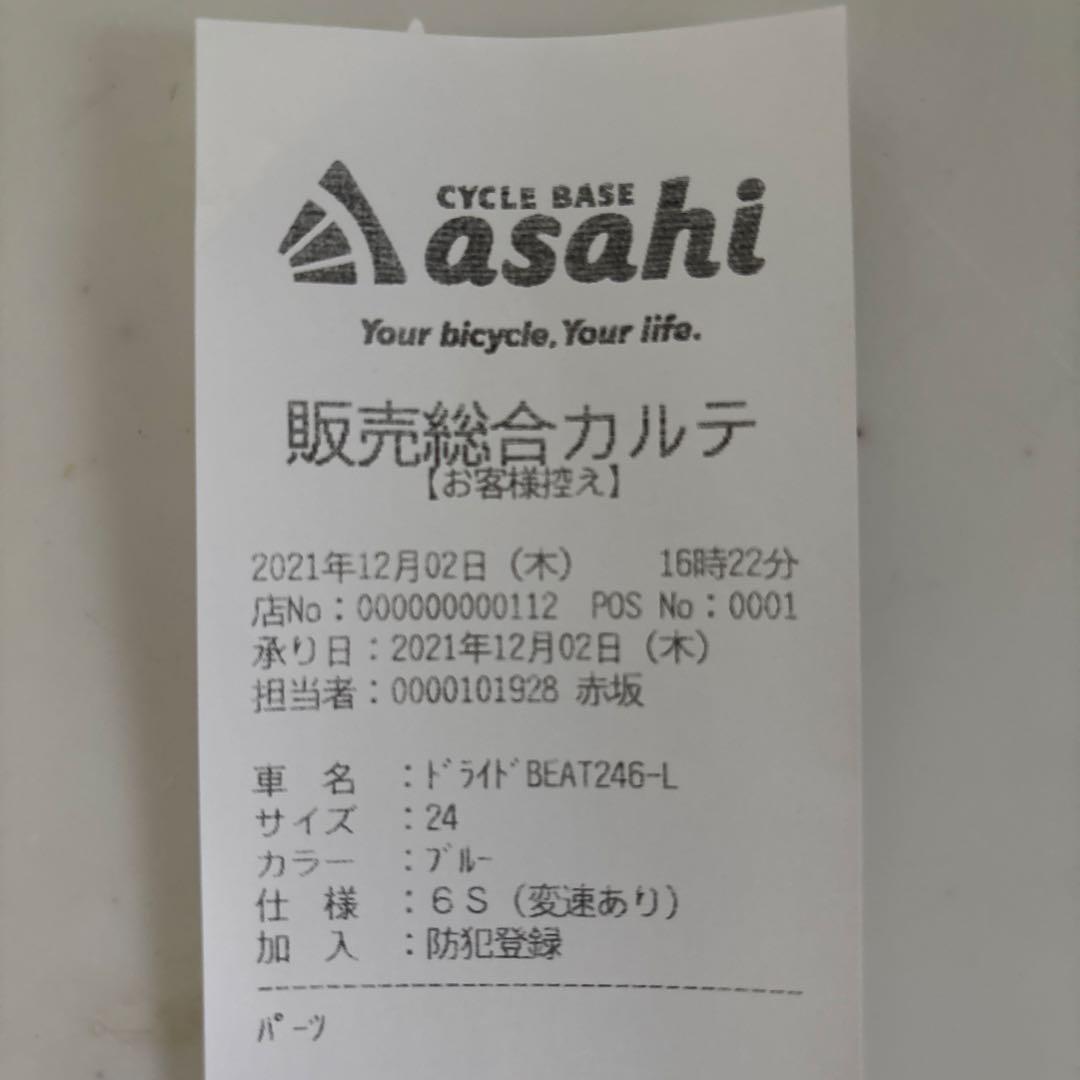 CYCLE BASE
asahi
Your bicycle, Your life.
販売総合カルテ
【お客様控え】
2021年12月02日（木） 16時22分
店No：000000000112 POS No：0001
承り日：2021年12月02日（木）
担当者：0000101928 赤坂
車 名 ：ﾄﾞﾗｲﾄﾞBEAT246-L
サイズ ：24
カラー ：ﾌﾞﾙｰ
仕 様 ：６Ｓ（変速あり）
加 入 ：防犯登録
ﾊﾟｰﾂ